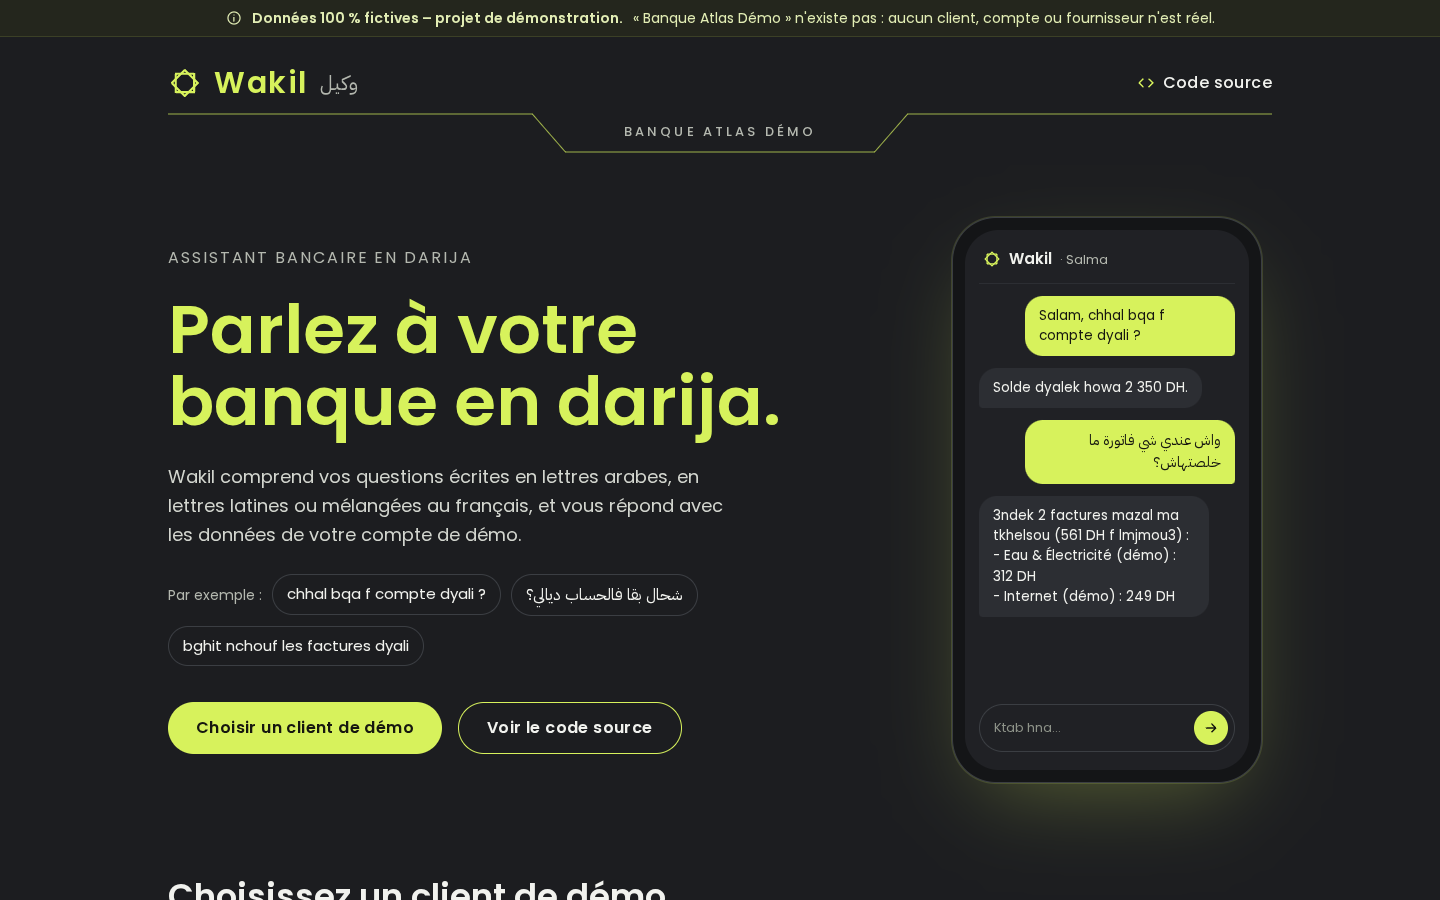 Données 100 % fictives – projet de démonstration. « Banque Atlas Démo » n'existe pas : aucun client, compte ou fournisseur n'est réel.
Wakil وكيل
Code source
BANQUE ATLAS DÉMO
ASSISTANT BANCAIRE EN DARIJA
Parlez à votre
banque en darija.
Wakil comprend vos questions écrites en lettres arabes, en
lettres latines ou mélangées au français, et vous répond avec
les données de votre compte de démo.
Par exemple : chhal bqa f compte dyali ? شحال بقا فالحساب ديالي؟
bghit nchouf les factures dyali
Choisir un client de démo Voir le code source
Wakil · Salma
Salam, chhal bqa f
compte dyali ?
Solde dyalek howa 2 350 DH.
واش عندي شي فاتورة ما
خلصتهاش؟
3ndek 2 factures mazal ma
tkhelsou (561 DH f lmjmou3) :
- Eau & Électricité (démo) :
312 DH
- Internet (démo) : 249 DH
Ktab hna...
Choisissez un client de démo